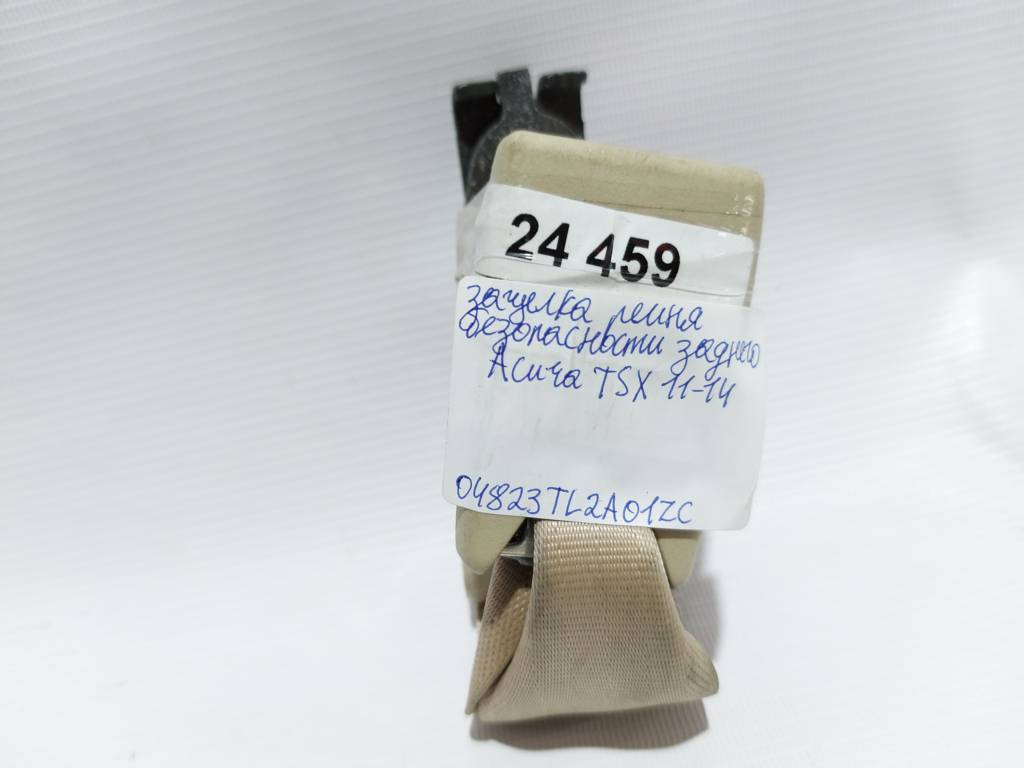 24 459
защелка ремня
безопасности заднего
Acura TSX 11-14
04823TL2A01ZC